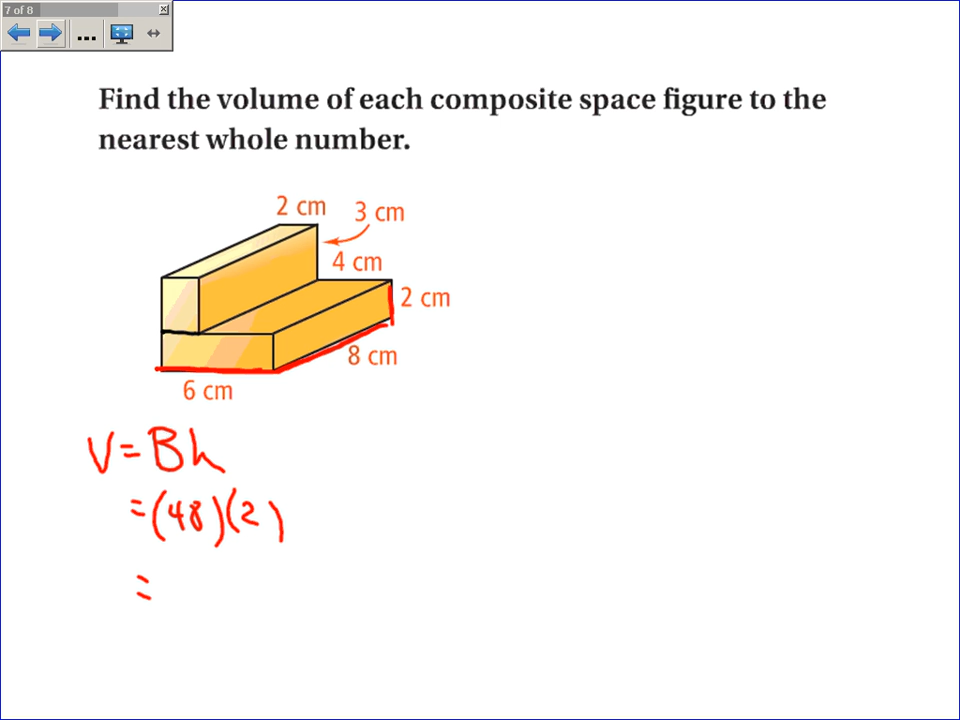 7 of 8
...
Find the volume of each composite space figure to the
nearest whole number.
2 cm
3 cm
4 cm
2 cm
8 cm
6 cm
V = Bh
= (48)(2)
=